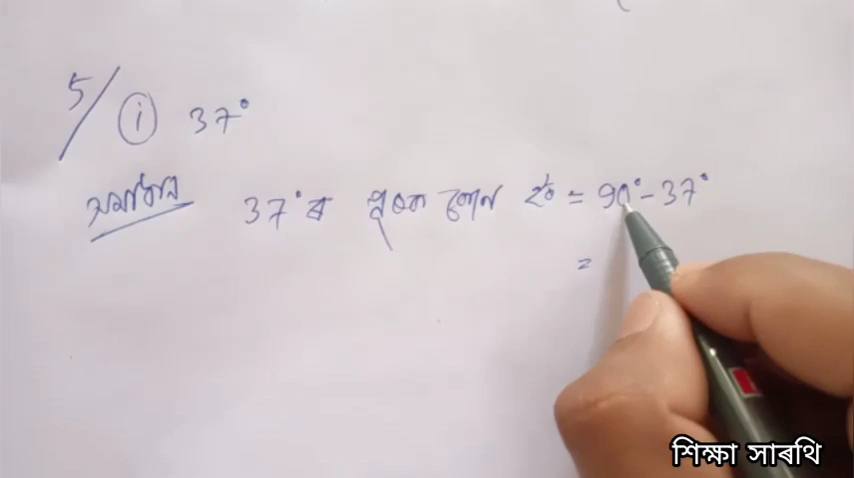 5/ (i) 37°
সমাধান 37° ৰ পূৰক কোণ হ'ব = 90° - 37°
=
শিক্ষা সাৰথি